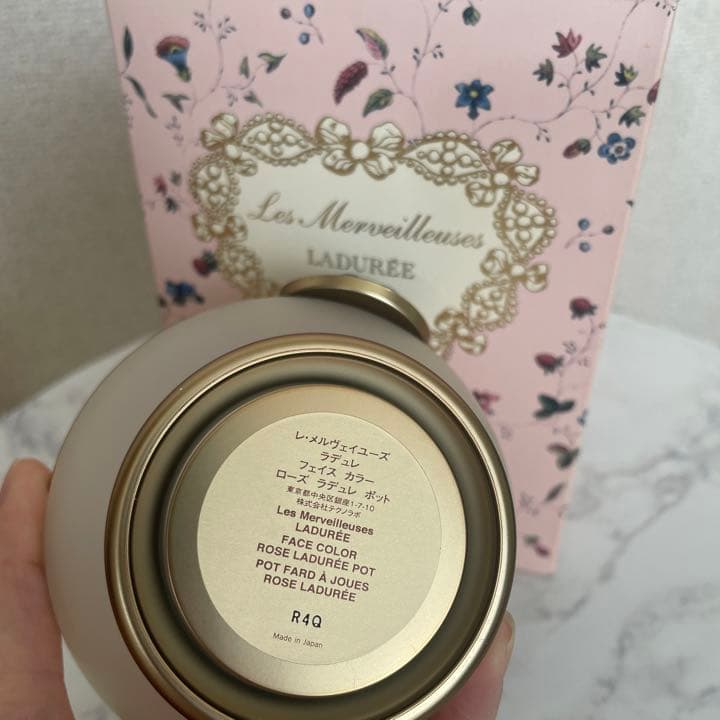 Les Merveilleuses
LADURÉE
レ・メルヴェイユーズ
ラデュレ
フェイス カラー
ローズ ラデュレ ポット
東京都中央区銀座1-7-10
株式会社テクノラボ
Les Merveilleuses
LADURÉE
FACE COLOR
ROSE LADURÉE POT
POT FARD À JOUES
ROSE LADURÉE
R4Q
Made in Japan